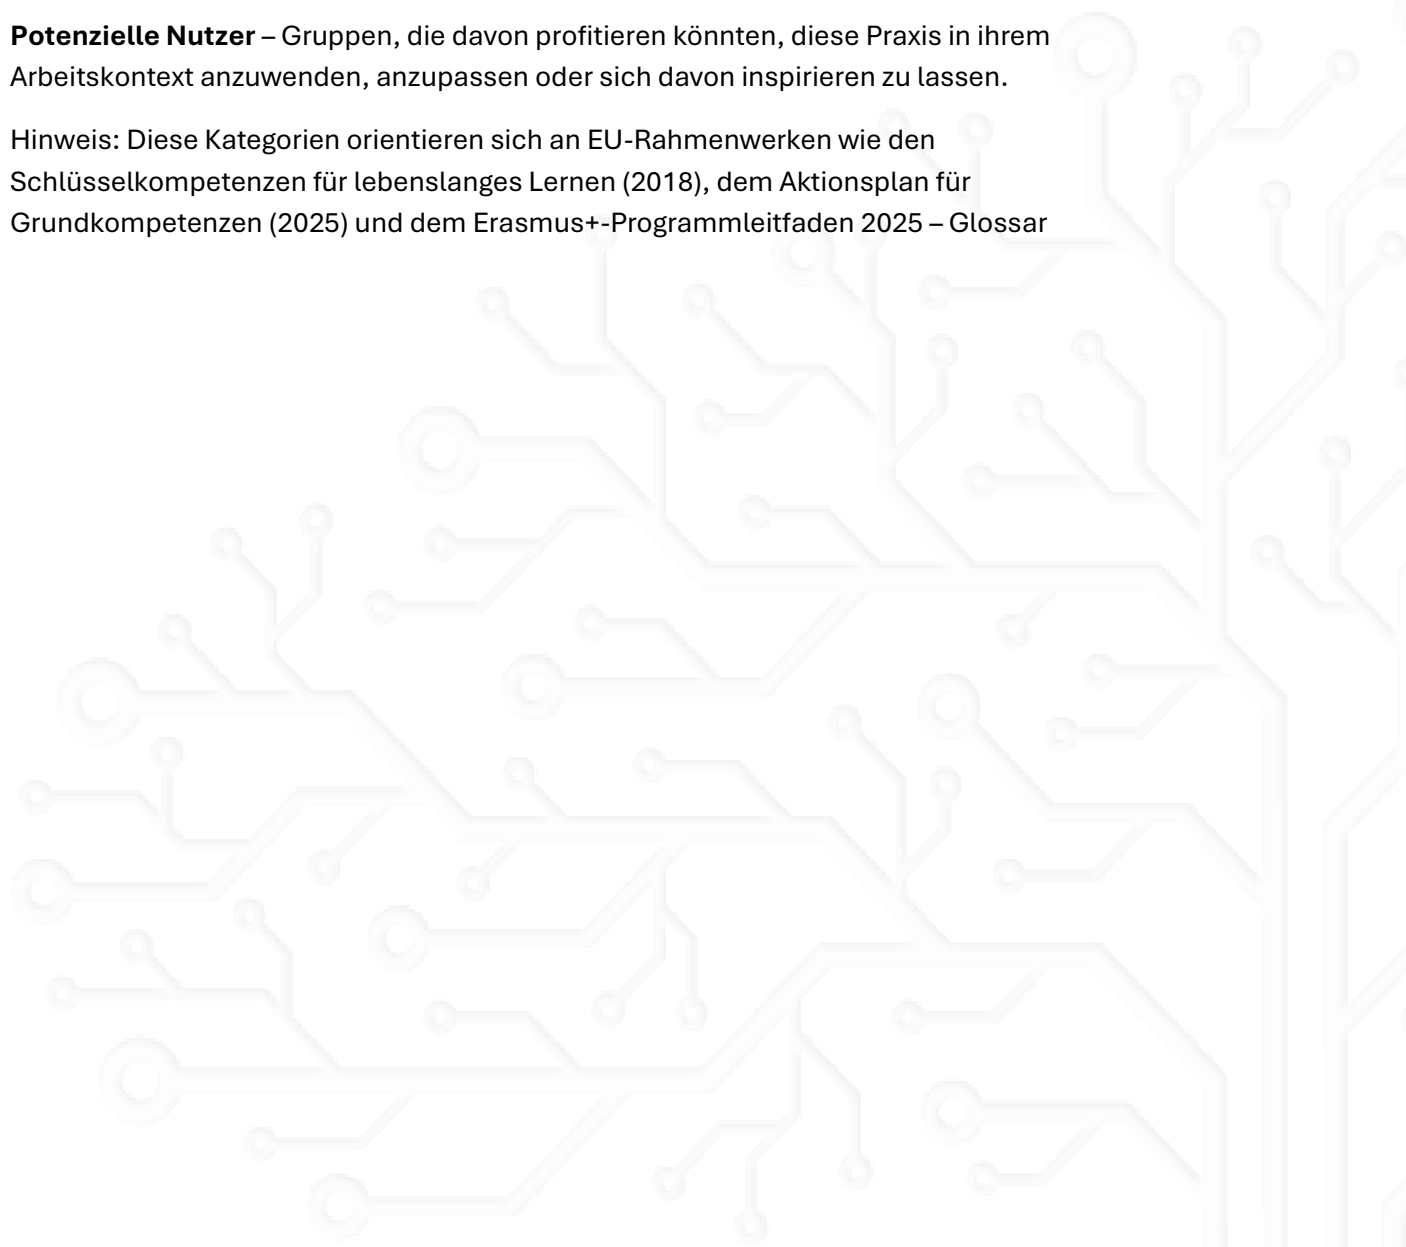 Potenzielle Nutzer – Gruppen, die davon profitieren könnten, diese Praxis in ihrem
Arbeitskontext anzuwenden, anzupassen oder sich davon inspirieren zu lassen.
Hinweis: Diese Kategorien orientieren sich an EU-Rahmenwerken wie den
Schlüsselkompetenzen für lebenslanges Lernen (2018), dem Aktionsplan für
Grundkompetenzen (2025) und dem Erasmus+-Programmleitfaden 2025 – Glossar